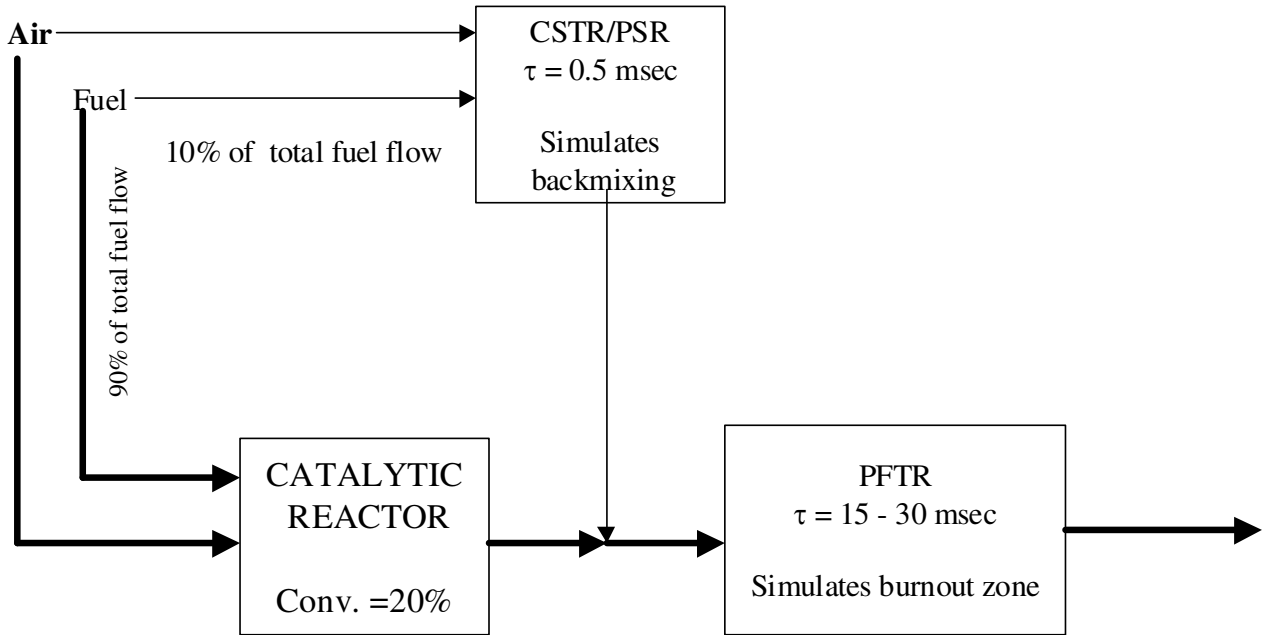 Air
CSTR/PSR
τ = 0.5 msec
Simulates
backmixing
Fuel
10% of total fuel flow
90% of total fuel flow
CATALYTIC
REACTOR
Conv. =20%
PFTR
τ = 15 - 30 msec
Simulates burnout zone